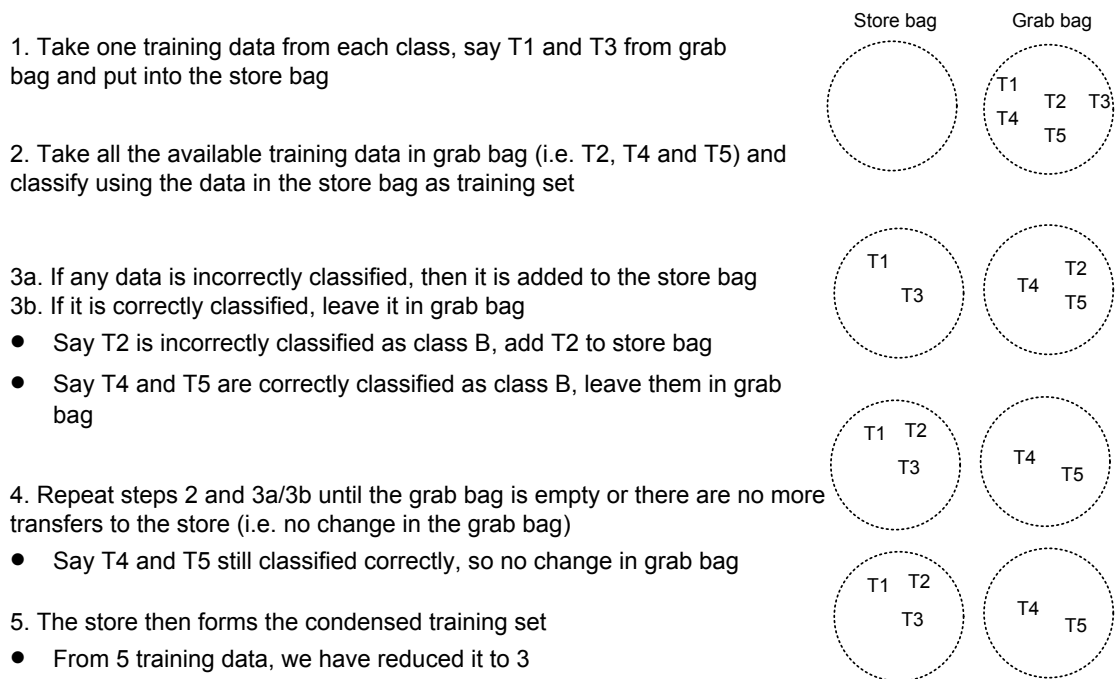 Store bag Grab bag
1. Take one training data from each class, say T1 and T3 from grab
bag and put into the store bag
T1
T2 T3
T4
T5
2. Take all the available training data in grab bag (i.e. T2, T4 and T5) and
classify using the data in the store bag as training set
3a. If any data is incorrectly classified, then it is added to the store bag
3b. If it is correctly classified, leave it in grab bag
T1
T3
T2
T4
T5
● Say T2 is incorrectly classified as class B, add T2 to store bag
● Say T4 and T5 are correctly classified as class B, leave them in grab
bag
T1 T2
T3
T4
T5
4. Repeat steps 2 and 3a/3b until the grab bag is empty or there are no more
transfers to the store (i.e. no change in the grab bag)
● Say T4 and T5 still classified correctly, so no change in grab bag
T1 T2
T3
T4
T5
5. The store then forms the condensed training set
● From 5 training data, we have reduced it to 3